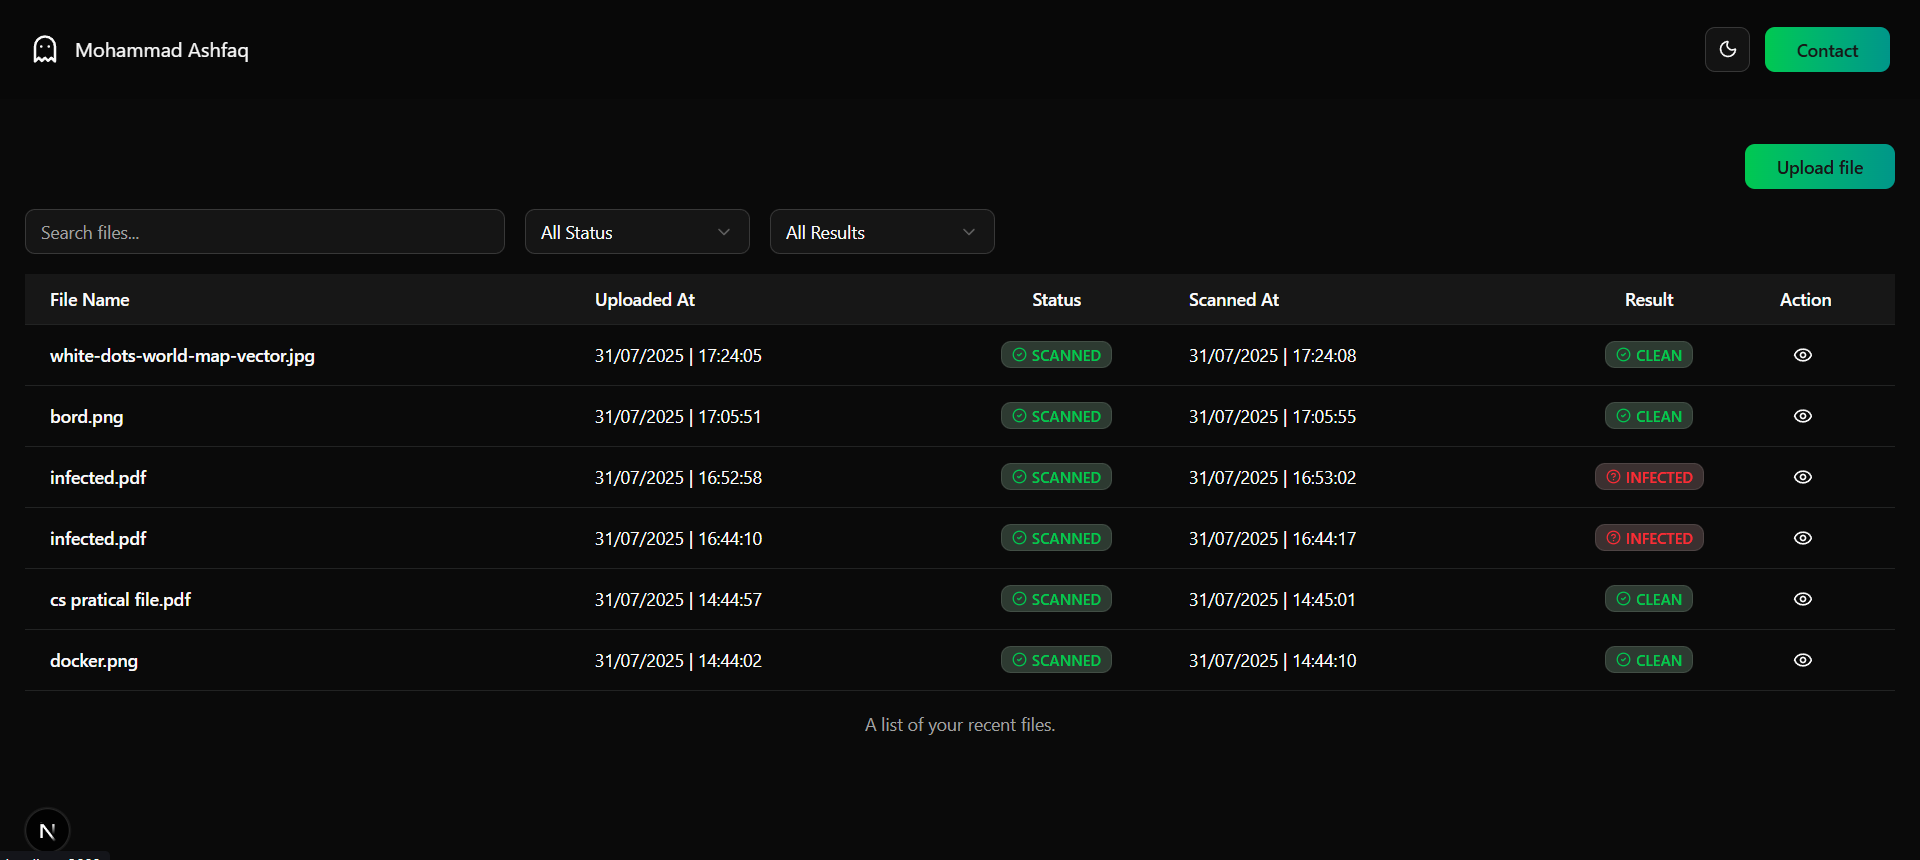 Mohammad Ashfaq
Contact
Upload file
Search files...
All Status
All Results
File Name Uploaded At Status Scanned At Result Action
white-dots-world-map-vector.jpg 31/07/2025 | 17:24:05 SCANNED 31/07/2025 | 17:24:08 CLEAN
bord.png 31/07/2025 | 17:05:51 SCANNED 31/07/2025 | 17:05:55 CLEAN
infected.pdf 31/07/2025 | 16:52:58 SCANNED 31/07/2025 | 16:53:02 INFECTED
infected.pdf 31/07/2025 | 16:44:10 SCANNED 31/07/2025 | 16:44:17 INFECTED
cs pratical file.pdf 31/07/2025 | 14:44:57 SCANNED 31/07/2025 | 14:45:01 CLEAN
docker.png 31/07/2025 | 14:44:02 SCANNED 31/07/2025 | 14:44:10 CLEAN
A list of your recent files.
N